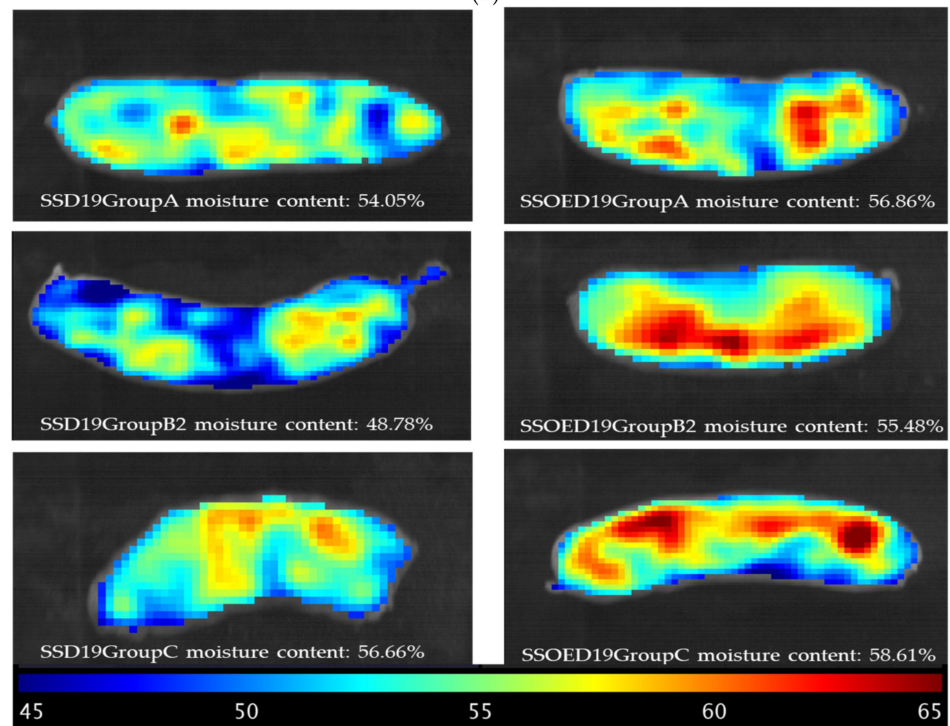 SSD19GroupA moisture content: 54.05%
SSOED19GroupA moisture content: 56.86%
SSD19GroupB2 moisture content: 48.78%
SSOED19GroupB2 moisture content: 55.48%
SSD19GroupC moisture content: 56.66%
SSOED19GroupC moisture content: 58.61%
45 50 55 60 65